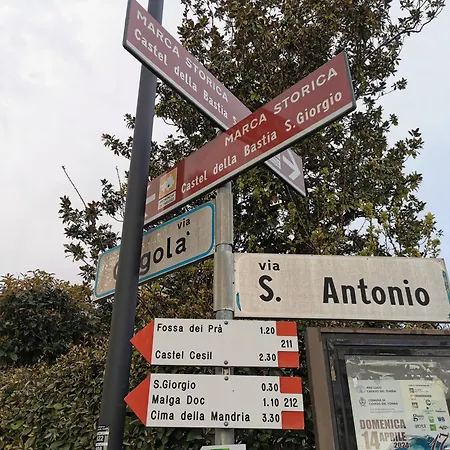 MARCA STORICA
Castel della Bastia S
MARCA STORICA
Castel della Bastia S.Giorgio
via
golà
via
S. Antonio
Fossa dei Prà 1.20
211
Castel Cesil 2.30
S.Giorgio 0.30
Malga Doc 1.10 212
Cima della Mandria 3.30
DOMENICA
14 APRILE
2024